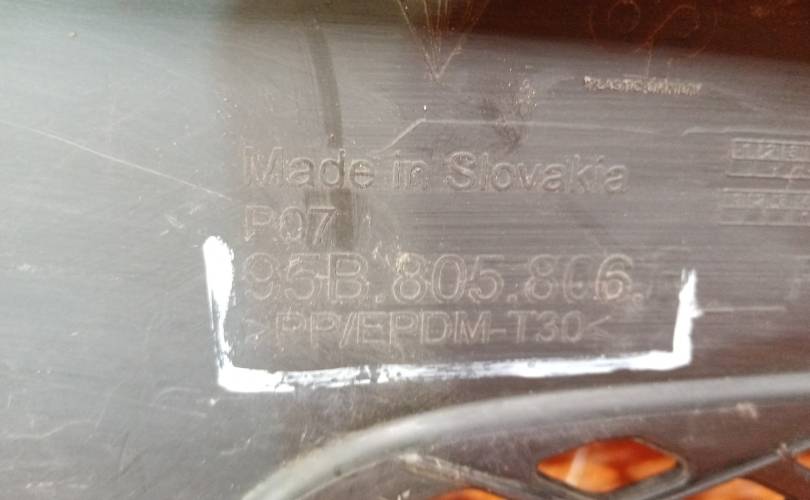 Made in Slovakia
P07
95B.805.806.
>PP/EPDM-T30<